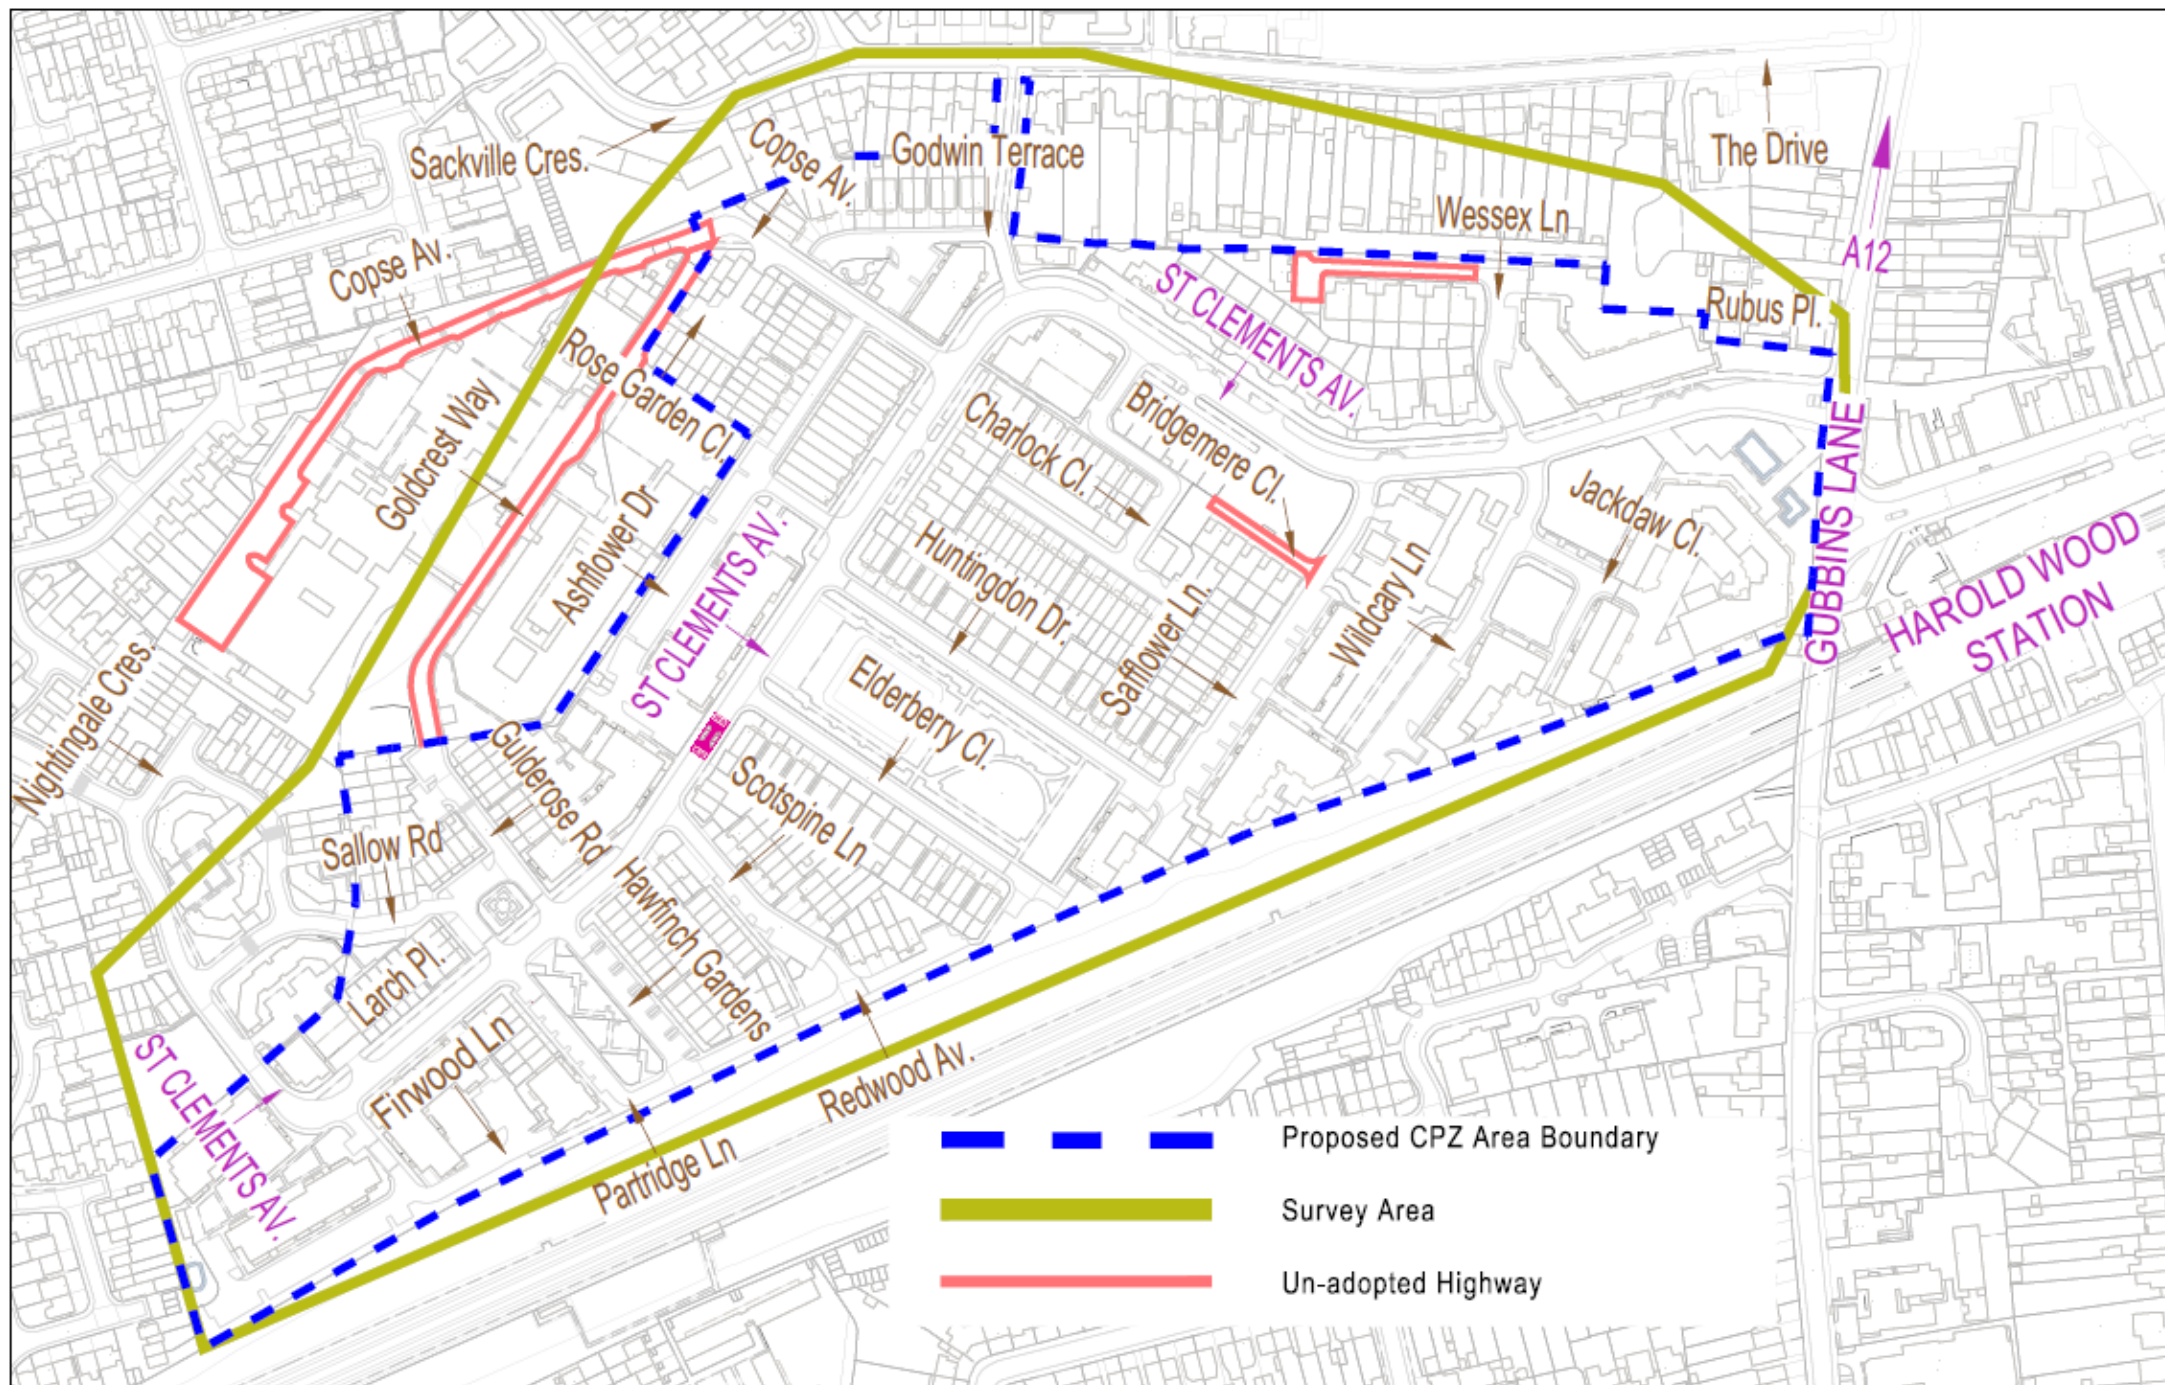 Sackville Cres.
Copse Av.
Godwin Terrace
The Drive
Wessex Ln
A12
Copse Av.
ST CLEMENTS AV.
Rubus Pl.
Rose Garden Cl.
Goldcrest Way
Charlock Cl.
Bridgemere Cl.
GUBBINS LANE
Jackdaw Cl.
Ashflower Dr
ST CLEMENTS AV.
Huntingdon Dr.
Wildcary Ln
HAROLD WOOD
STATION
Safflower Ln.
Nightingale Cres.
Elderberry Cl.
Gulderose Rd
Scotspine Ln
Sallow Rd
Hawfinch Gardens
Larch Pl.
Firwood Ln
ST CLEMENTS AV.
Redwood Av.
Partridge Ln
Proposed CPZ Area Boundary
Survey Area
Un-adopted Highway